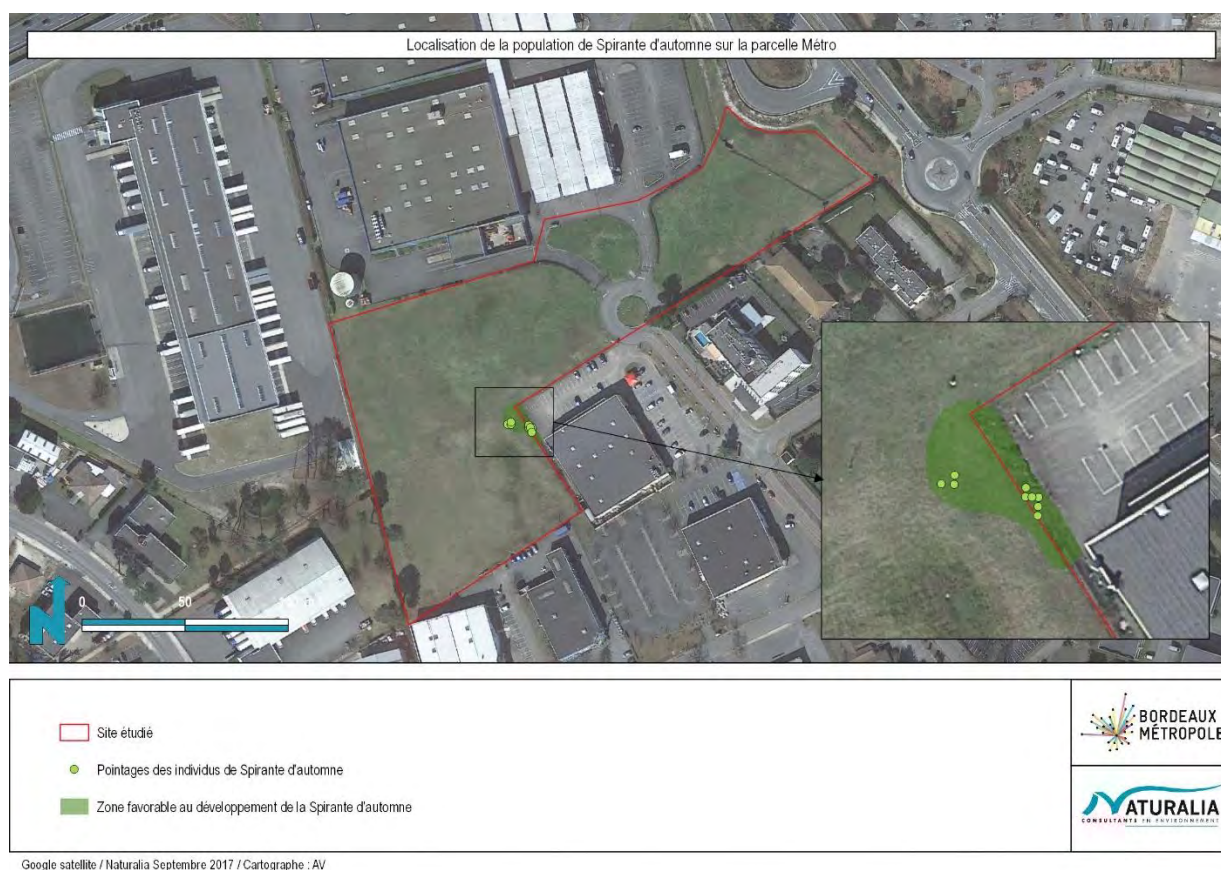 Localisation de la population de Spirante d'automne sur la parcelle Métro
0
50
Site étudié
Pointages des individus de Spirante d'automne
Zone favorable au développement de la Spirante d'automne
BORDEAUX
MÉTROPOLE
NATURALIA
CONSULTANTS EN ENVIRONNEMENT
Google satellite / Naturalia Septembre 2017 / Cartographe : AV